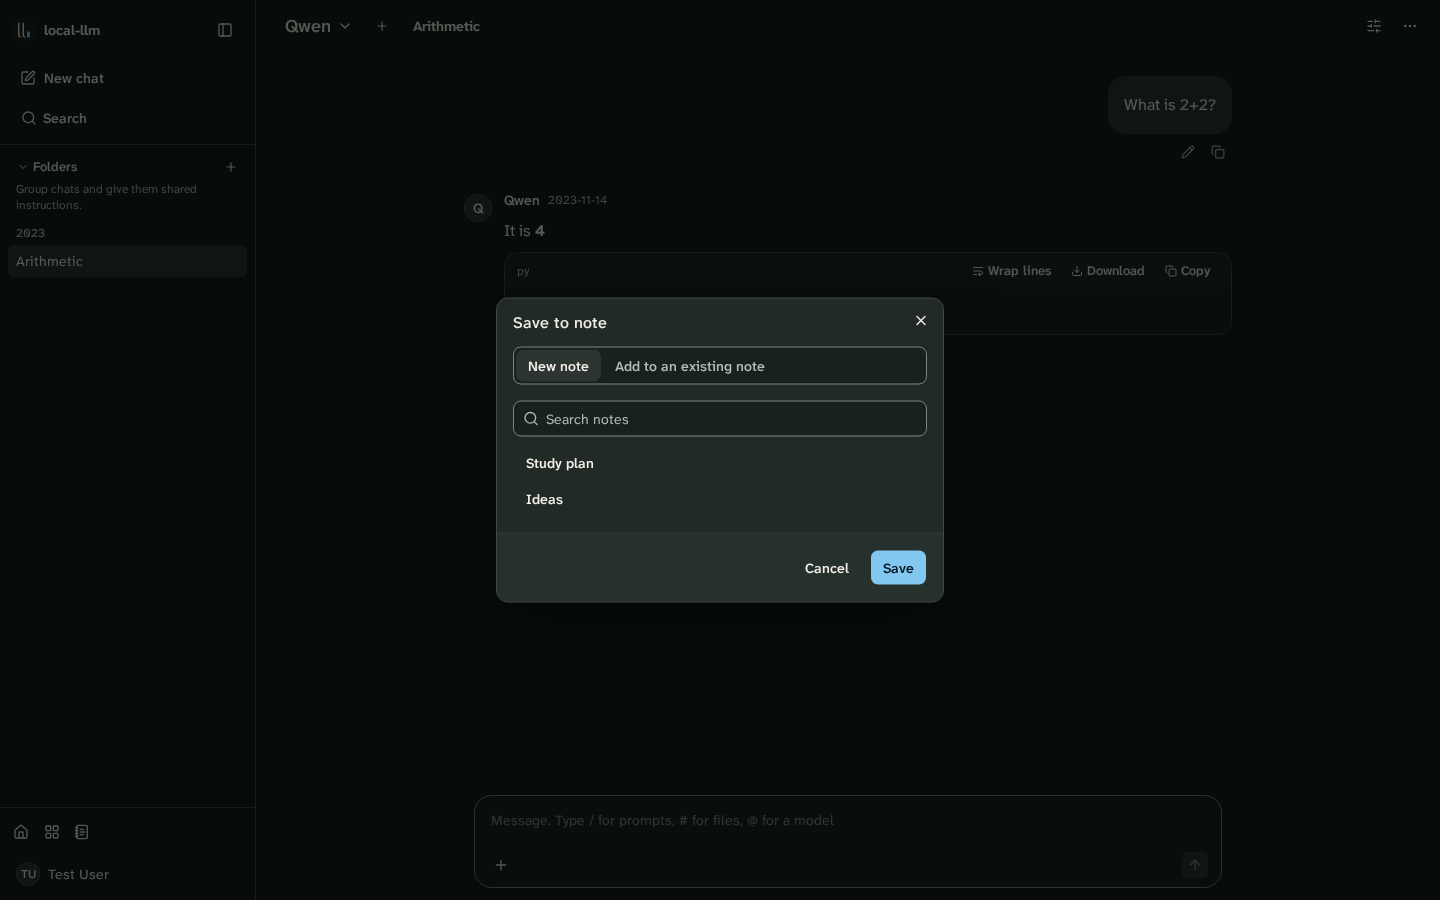 local-llm
New chat
Search
Folders
Group chats and give them shared
instructions.
2023
Arithmetic
TU
Test User
Qwen
Arithmetic
What is 2+2?
Q
Qwen 2023-11-14
It is 4
py
Wrap lines
Download
Copy
Save to note
New note
Add to an existing note
Search notes
Study plan
Ideas
Cancel
Save
Message. Type / for prompts, # for files, @ for a model